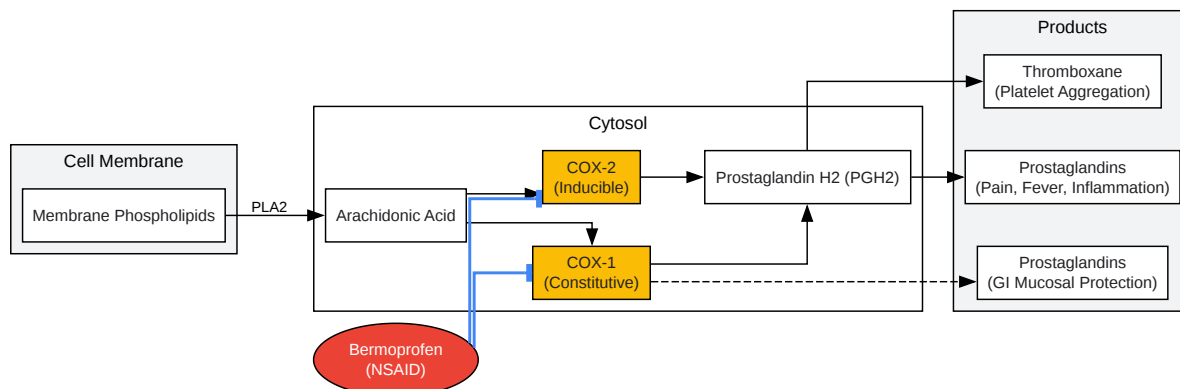 Cell Membrane
Membrane Phospholipids
PLA2
Cytosol
Arachidonic Acid
COX-2
(Inducible)
COX-1
(Constitutive)
Prostaglandin H2 (PGH2)
Products
Thromboxane
(Platelet Aggregation)
Prostaglandins
(Pain, Fever, Inflammation)
Prostaglandins
(GI Mucosal Protection)
Bermoprofen
(NSAID)